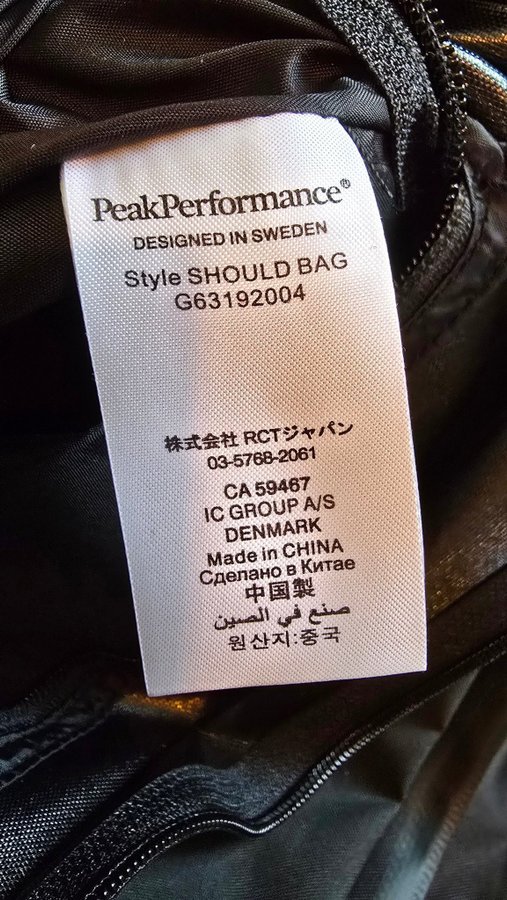 PeakPerformance®
DESIGNED IN SWEDEN
Style SHOULD BAG
G63192004
株式会社 RCTジャパン
03-5768-2061
CA 59467
IC GROUP A/S
DENMARK
Made in CHINA
Сделано в Китае
中国製
صنع في الصين
원산지:중국